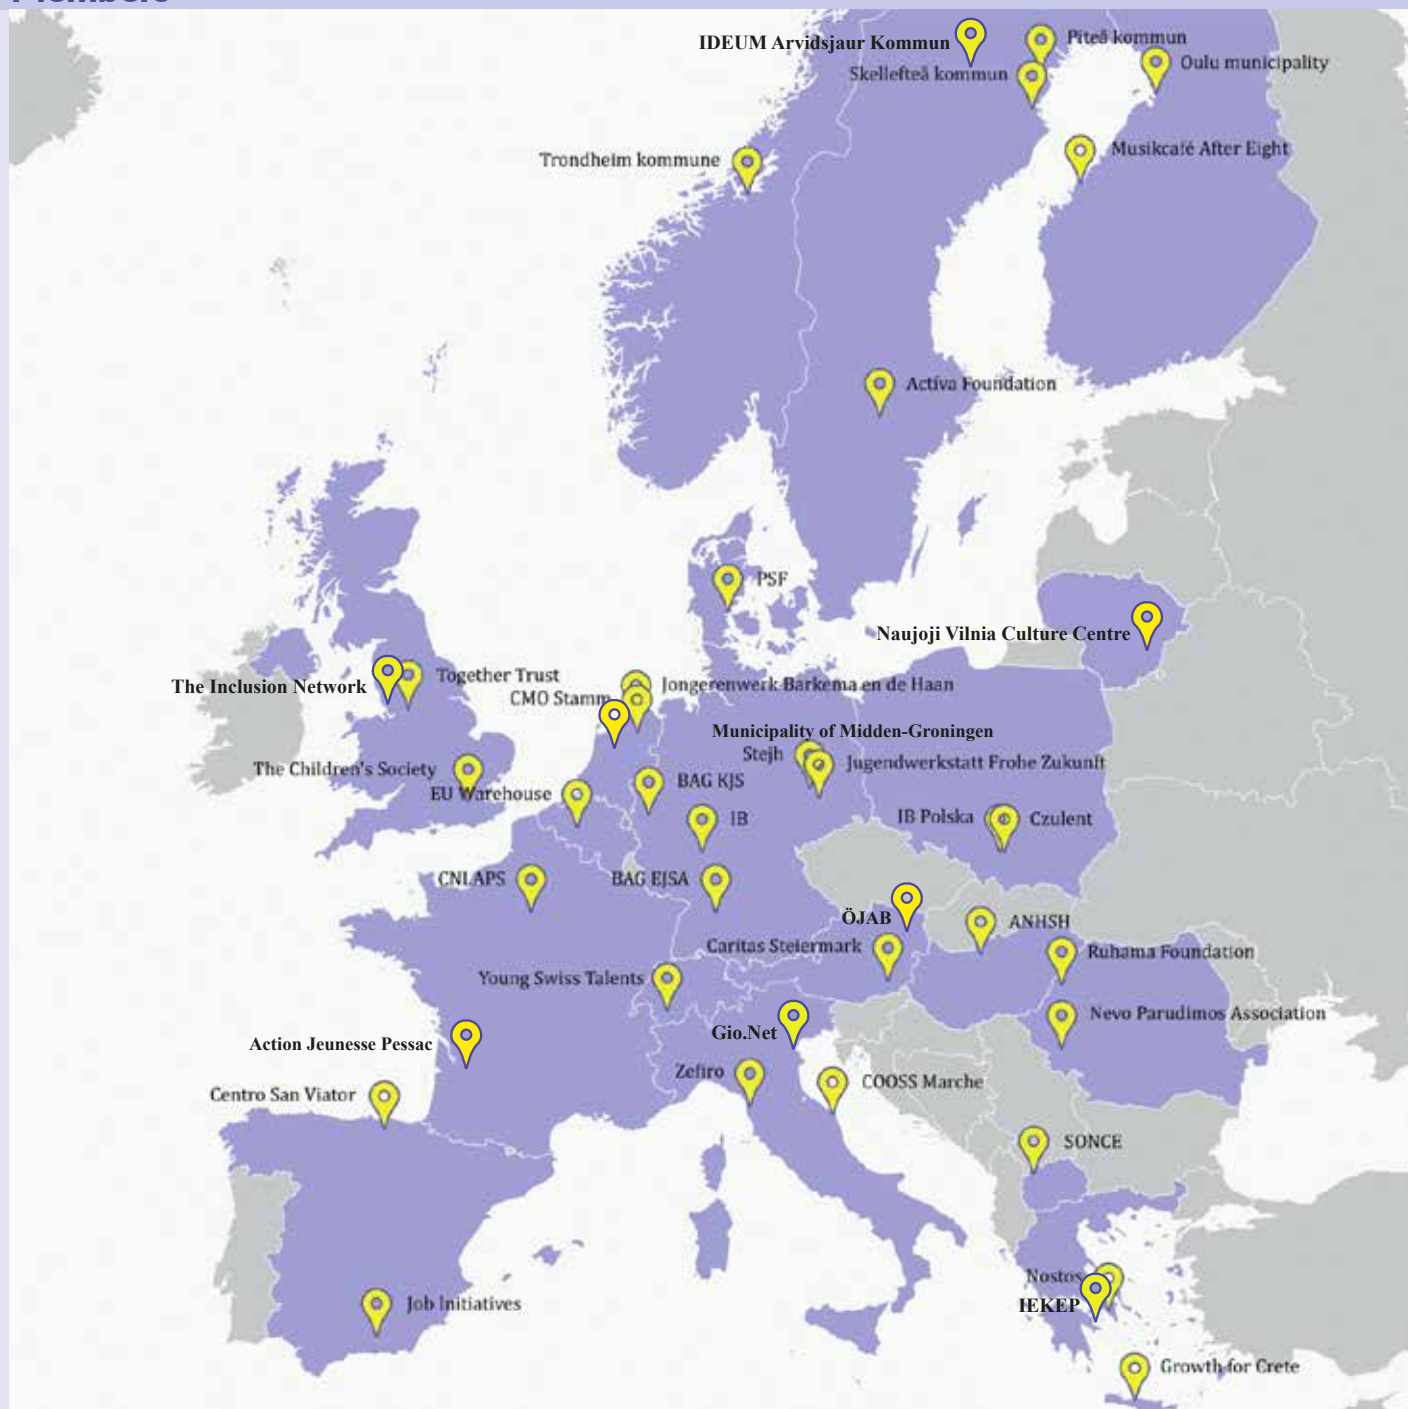 IDEUM Arvidsjaur Kommun
Piteå kommun
Oulu municipality
Skellefteå kommun
Musikcafé After Eight
Trondheim kommune
Activa Foundation
PSF
Naujoji Vilnia Culture Centre
Together Trust
The Inclusion Network
Jongerenwerk Barkema en de Haan
CMO Stamm
Municipality of Midden-Groningen
Stejh
Jugendwerkstatt Frohe Zukunft
The Children's Society
BAG KJS
EU Warehouse
IB
IB Polska
Czulent
CNLAPS
BAG EJSA
ÖJAB
ANHSH
Caritas Steiermark
Ruhama Foundation
Young Swiss Talents
Nevo Parudimos Association
Gio.Net
Action Jeunesse Pessac
Zefiro
COOSS Marche
Centro San Viator
SONCE
Nostos
IEKEP
Job Initiatives
Growth for Crete